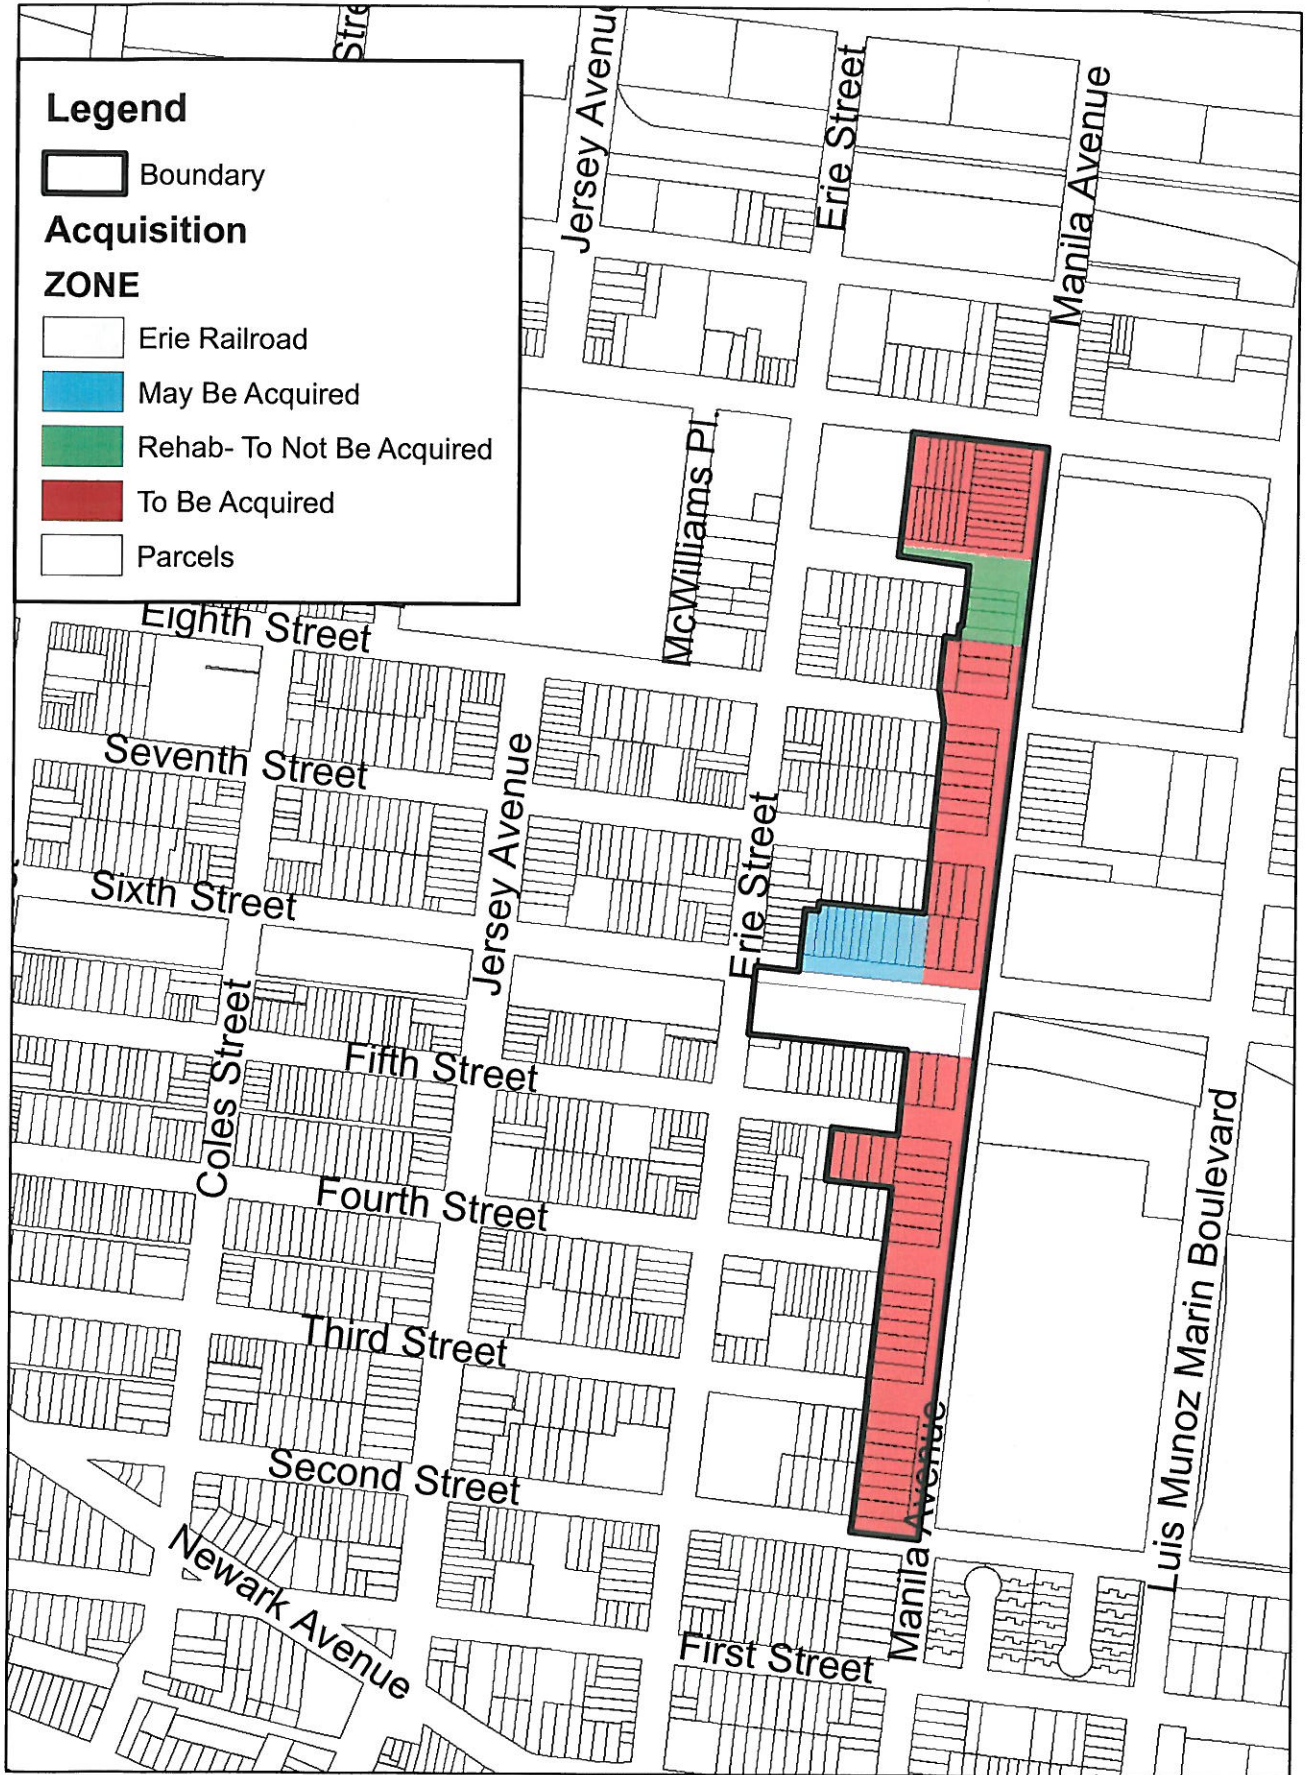 Stre
Jersey Avenue
Erie Street
Manila Avenue
Legend
Boundary
Acquisition
ZONE
Erie Railroad
May Be Acquired
Rehab- To Not Be Acquired
To Be Acquired
Parcels
McWilliams Pl.
Eighth Street
Seventh Street
Jersey Avenue
Erie Street
Sixth Street
Coles Street
Fifth Street
Fourth Street
Luis Munoz Marin Boulevard
Third Street
Second Street
Manila Avenue
Newark Avenue
First Street